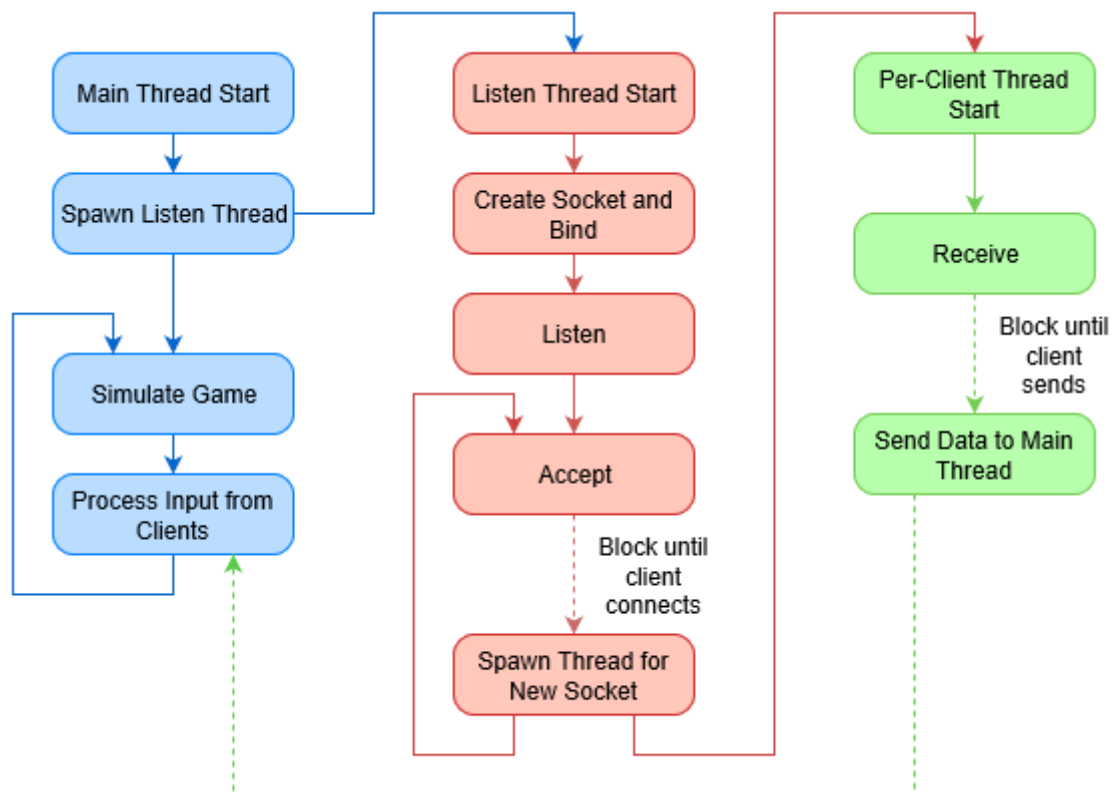 Main Thread Start
Spawn Listen Thread
Simulate Game
Process Input from
Clients
Listen Thread Start
Create Socket and
Bind
Listen
Accept
Block until
client
connects
Spawn Thread for
New Socket
Per-Client Thread
Start
Receive
Block until
client
sends
Send Data to Main
Thread